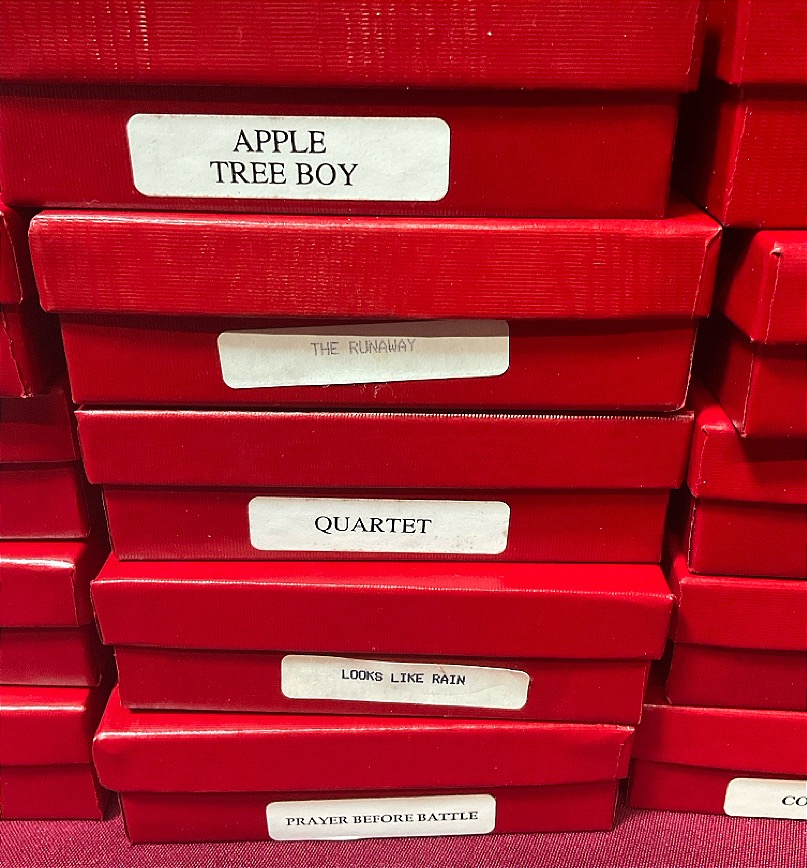 APPLE
TREE BOY
THE RUNAWAY
QUARTET
LOOKS LIKE RAIN
PRAYER BEFORE BATTLE